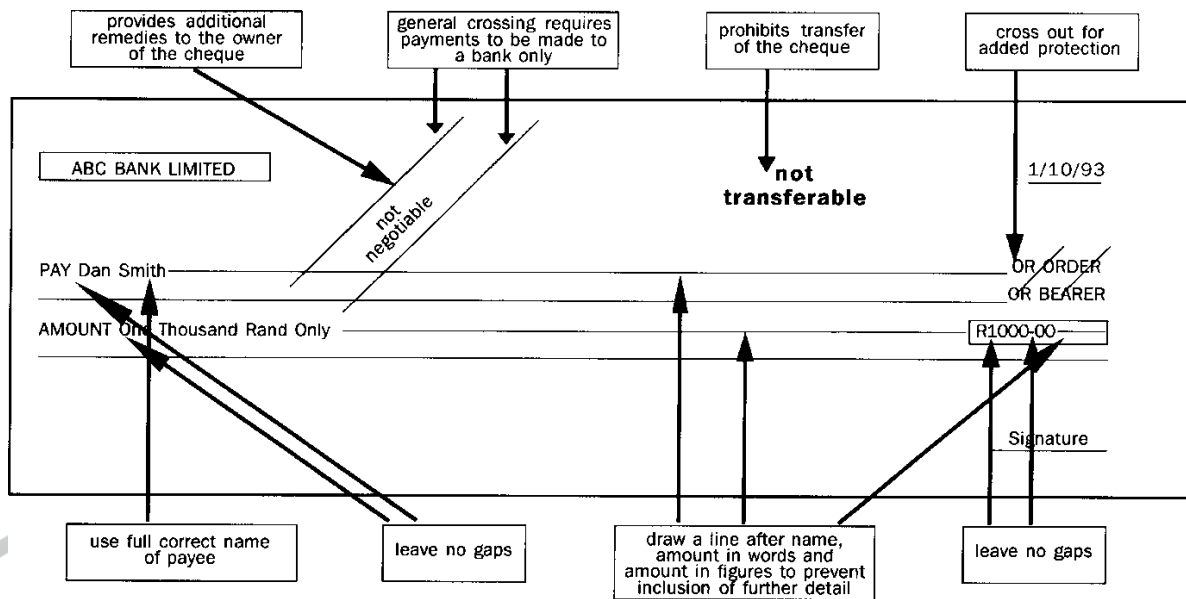 provides additional
remedies to the owner
of the cheque
general crossing requires
payments to be made to
a bank only
prohibits transfer
of the cheque
cross out for
added protection
ABC BANK LIMITED
not
negotiable
not
transferable
1/10/93
PAY Dan Smith
OR ORDER
OR BEARER
AMOUNT One Thousand Rand Only
R1000-00
Signature
use full correct name
of payee
leave no gaps
draw a line after name,
amount in words and
amount in figures to prevent
inclusion of further detail
leave no gaps